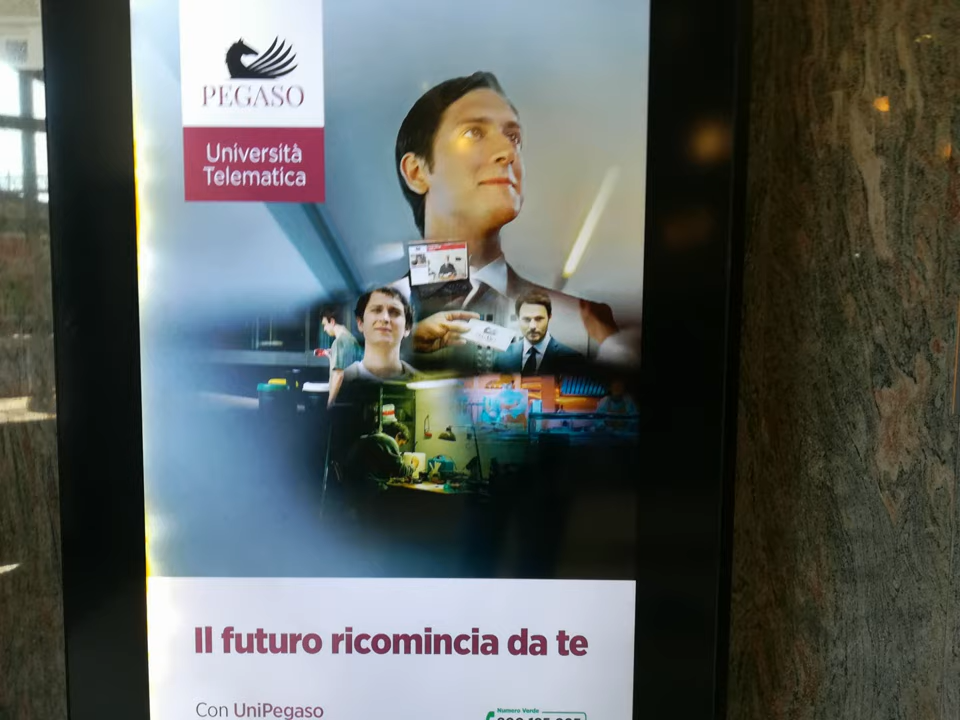 PEGASO
Università
Telematica
Il futuro ricomincia da te
Con UniPegaso
Numero Verde